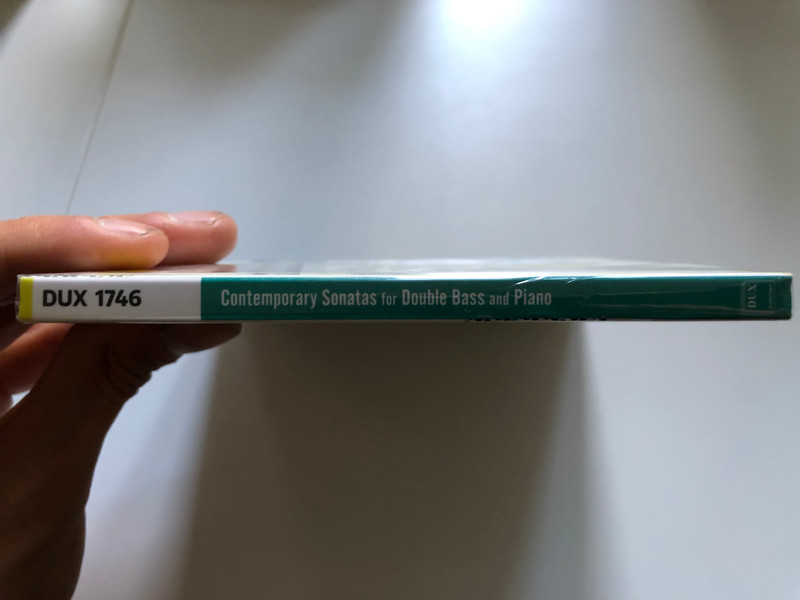 DUX 1746
Contemporary Sonatas for Double Bass and Piano
DUX